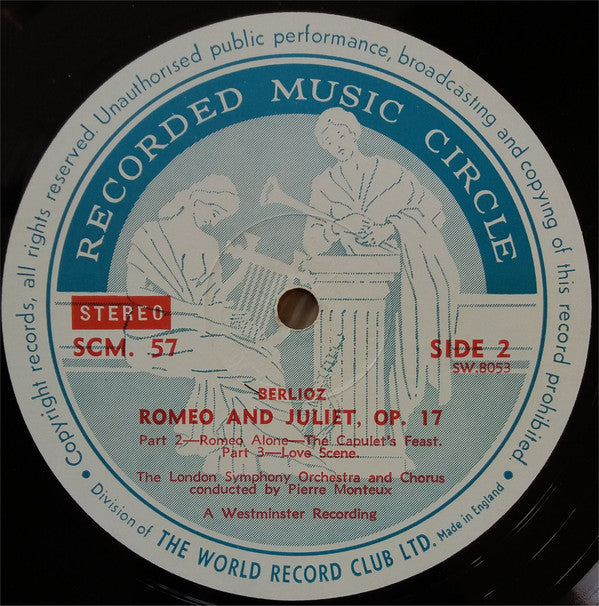 Copyright records, all rights reserved. Unauthorised public performance, broadcasting and copying of this record prohibited.
RECORDED MUSIC CIRCLE
STEREO
SCM. 57
SIDE 2
SW.8053
BERLIOZ
ROMEO AND JULIET, OP. 17
Part 2—Romeo Alone—The Capulet's Feast.
Part 3—Love Scene.
The London Symphony Orchestra and Chorus
conducted by Pierre Monteux
A Westminster Recording
• Division of THE WORLD RECORD CLUB LTD. Made in England •